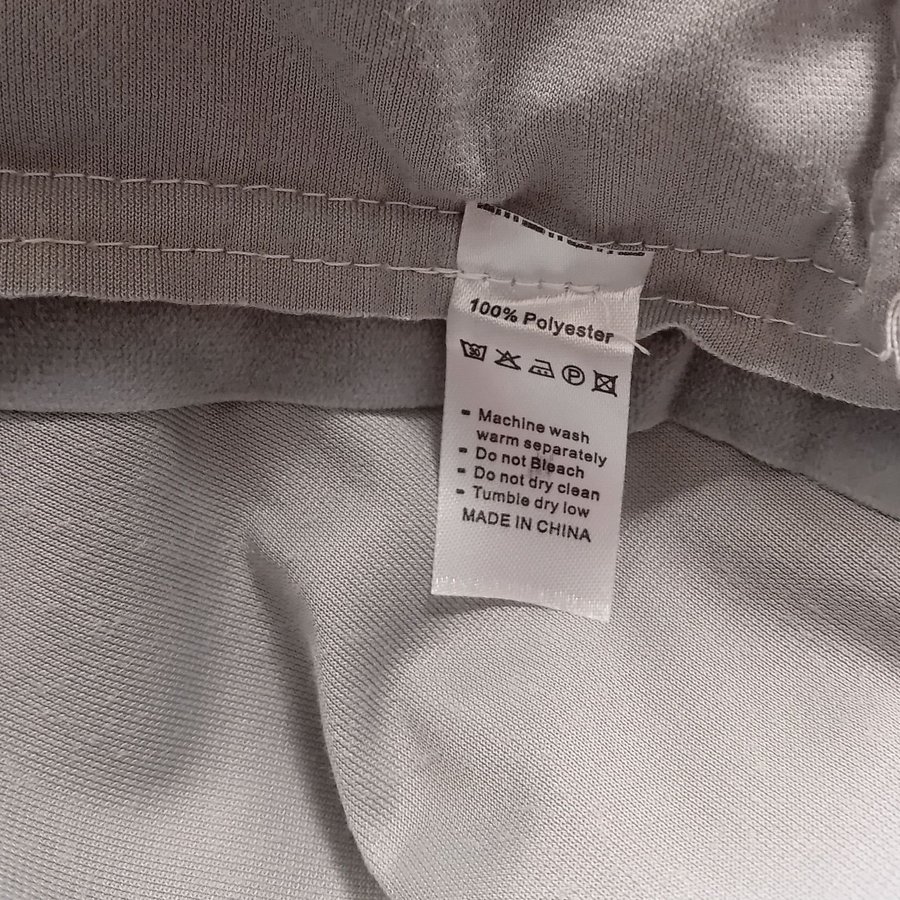 100% Polyester
30 P
- Machine wash
warm separately
- Do not Bleach
- Do not dry clean
- Tumble dry low
MADE IN CHINA